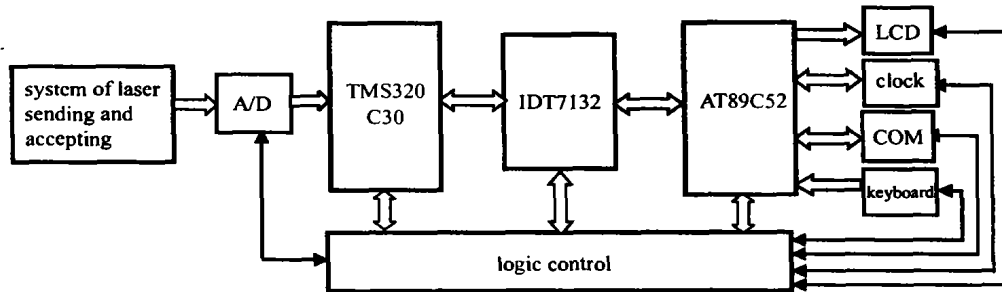 system of laser
sending and
accepting
A/D
TMS320
C30
IDT7132
AT89C52
LCD
clock
COM
keyboard
logic control